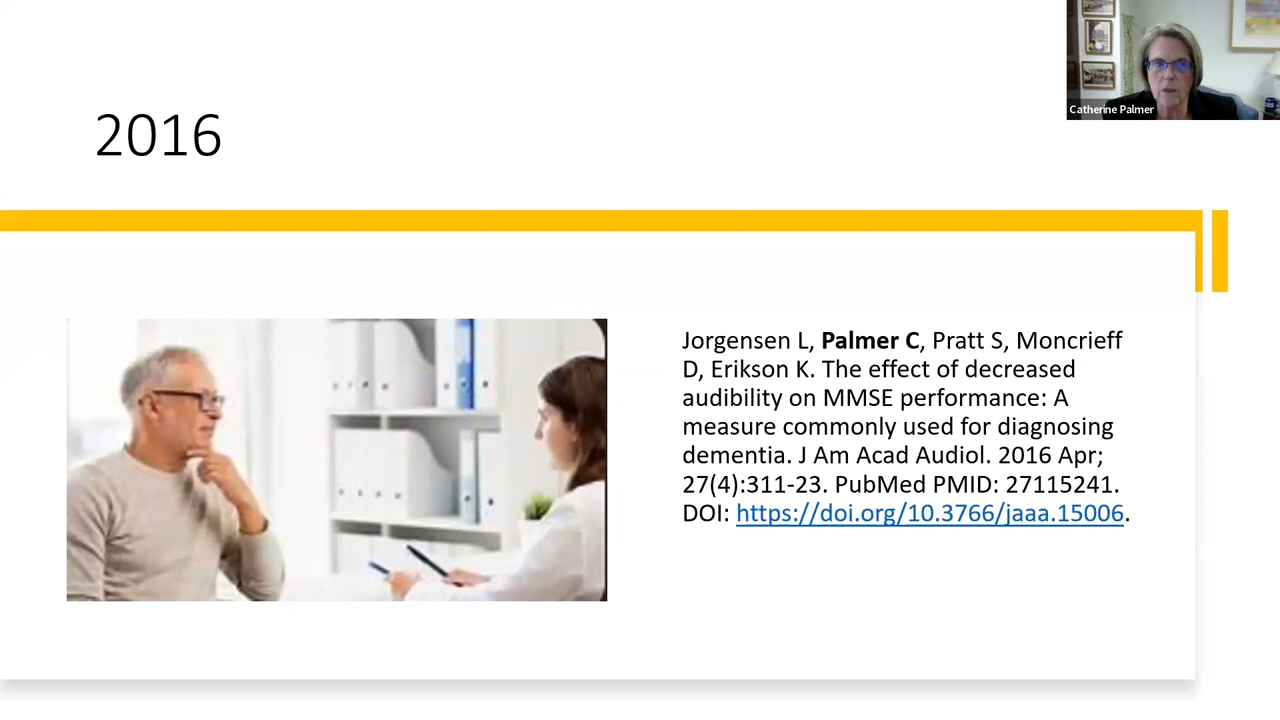 2016
Catherine Palmer
Jorgensen L, Palmer C, Pratt S, Moncrieff
D, Erikson K. The effect of decreased
audibility on MMSE performance: A
measure commonly used for diagnosing
dementia. J Am Acad Audiol. 2016 Apr;
27(4):311-23. PubMed PMID: 27115241.
DOI: https://doi.org/10.3766/jaaa.15006.